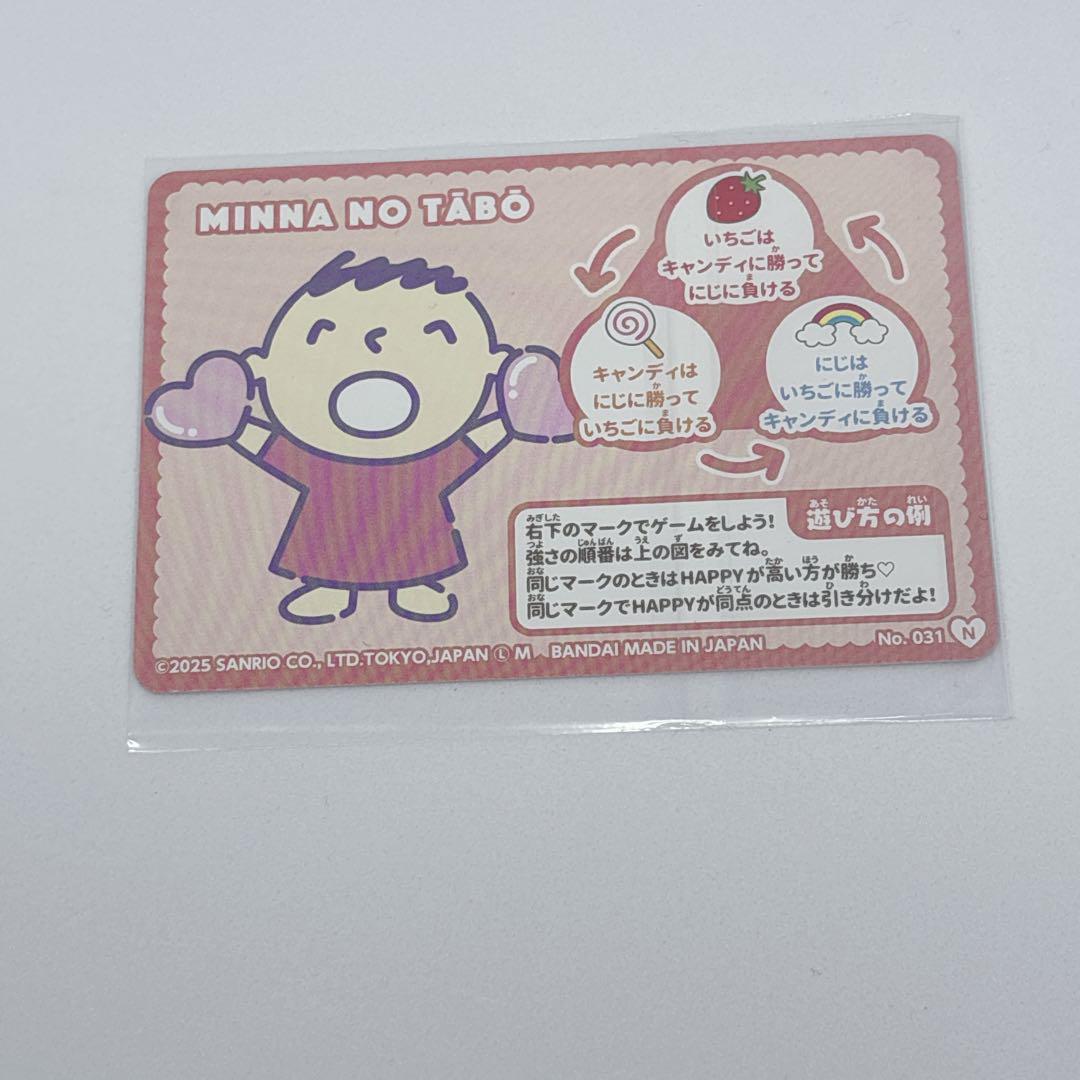 MINNA NO TĀBŌ
いちごは
キャンディに勝って
にじに負ける
キャンディは
にじに勝って
いちごに負ける
にじは
いちごに勝って
キャンディに負ける
遊び方の例
右下のマークでゲームをしよう!
強さの順番は上の図をみてね。
同じマークのときはHAPPYが高い方が勝ち♡
同じマークでHAPPYが同点のときは引き分けだよ!
No. 031 N
©2025 SANRIO CO., LTD.TOKYO,JAPAN Ⓛ M BANDAI MADE IN JAPAN